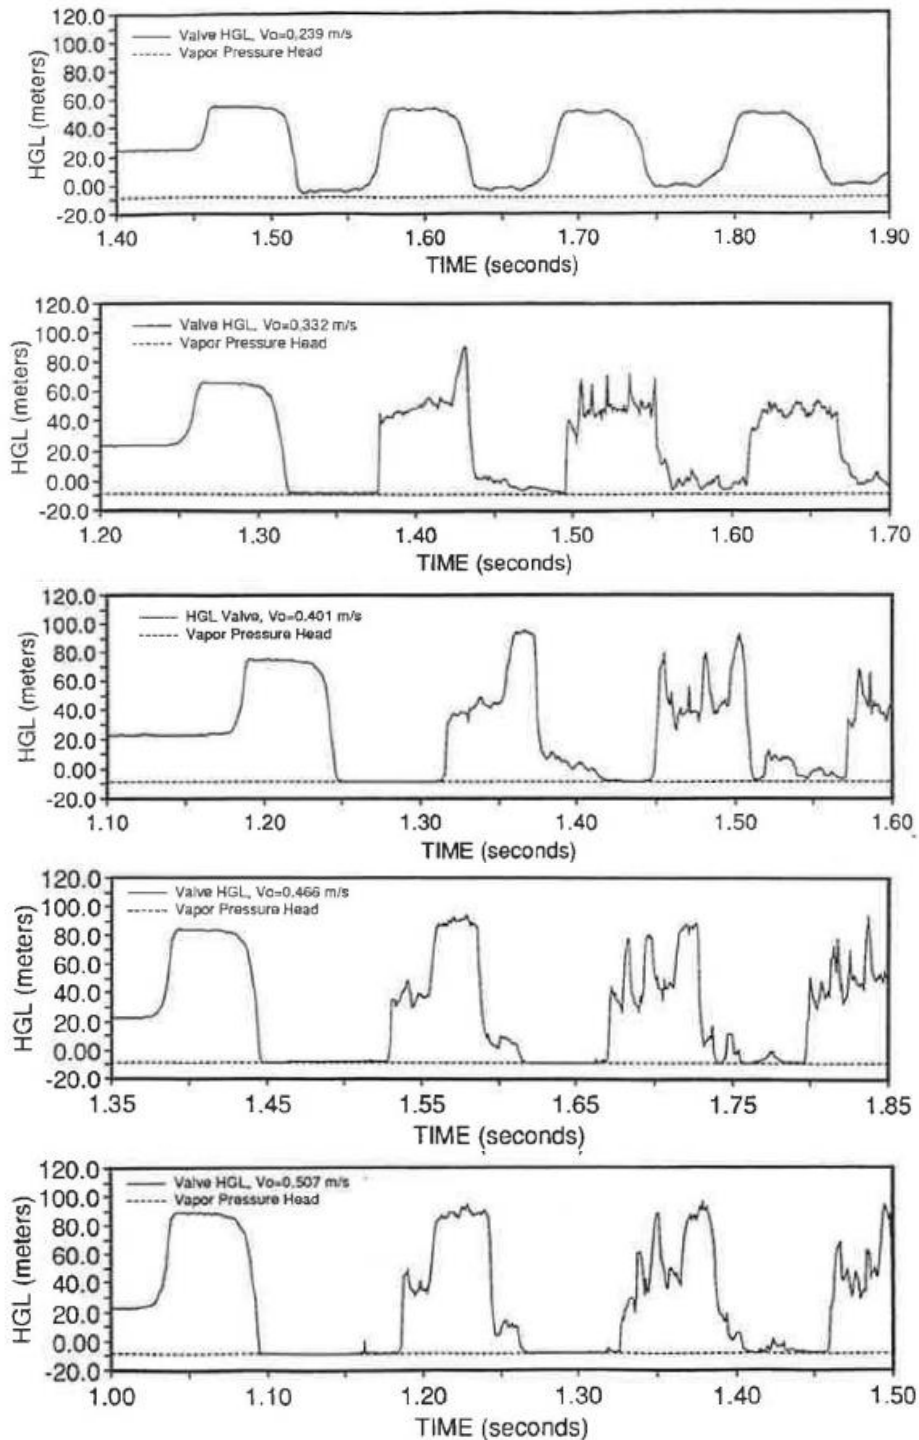 120.0
100.0
80.0
60.0
40.0
20.0
0.00
-20.0
HGL (meters)
Valve HGL, Vo=0,239 m/s
Vapor Pressure Head
1.40 1.50 1.60 1.70 1.80 1.90
TIME (seconds)
120.0
100.0
80.0
60.0
40.0
20.0
0.00
-20.0
HGL (meters)
Valve HGL, Vo=0,332 m/s
Vapor Pressure Head
1.20 1.30 1.40 1.50 1.60 1.70
TIME (seconds)
120.0
100.0
80.0
60.0
40.0
20.0
0.00
-20.0
HGL (meters)
HGL Valve, Vo=0.401 m/s
Vapor Pressure Head
1.10 1.20 1.30 1.40 1.50 1.60
TIME (seconds)
120.0
100.0
80.0
60.0
40.0
20.0
0.00
-20.0
HGL (meters)
Valve HGL, Vo=0.466 m/s
Vapor Pressure Head
1.35 1.45 1.55 1.65 1.75 1.85
TIME (seconds)
120.0
100.0
80.0
60.0
40.0
20.0
0.00
-20.0
HGL (meters)
Valve HGL, Vo=0.507 m/s
Vapor Pressure Head
1.00 1.10 1.20 1.30 1.40 1.50
TIME (seconds)